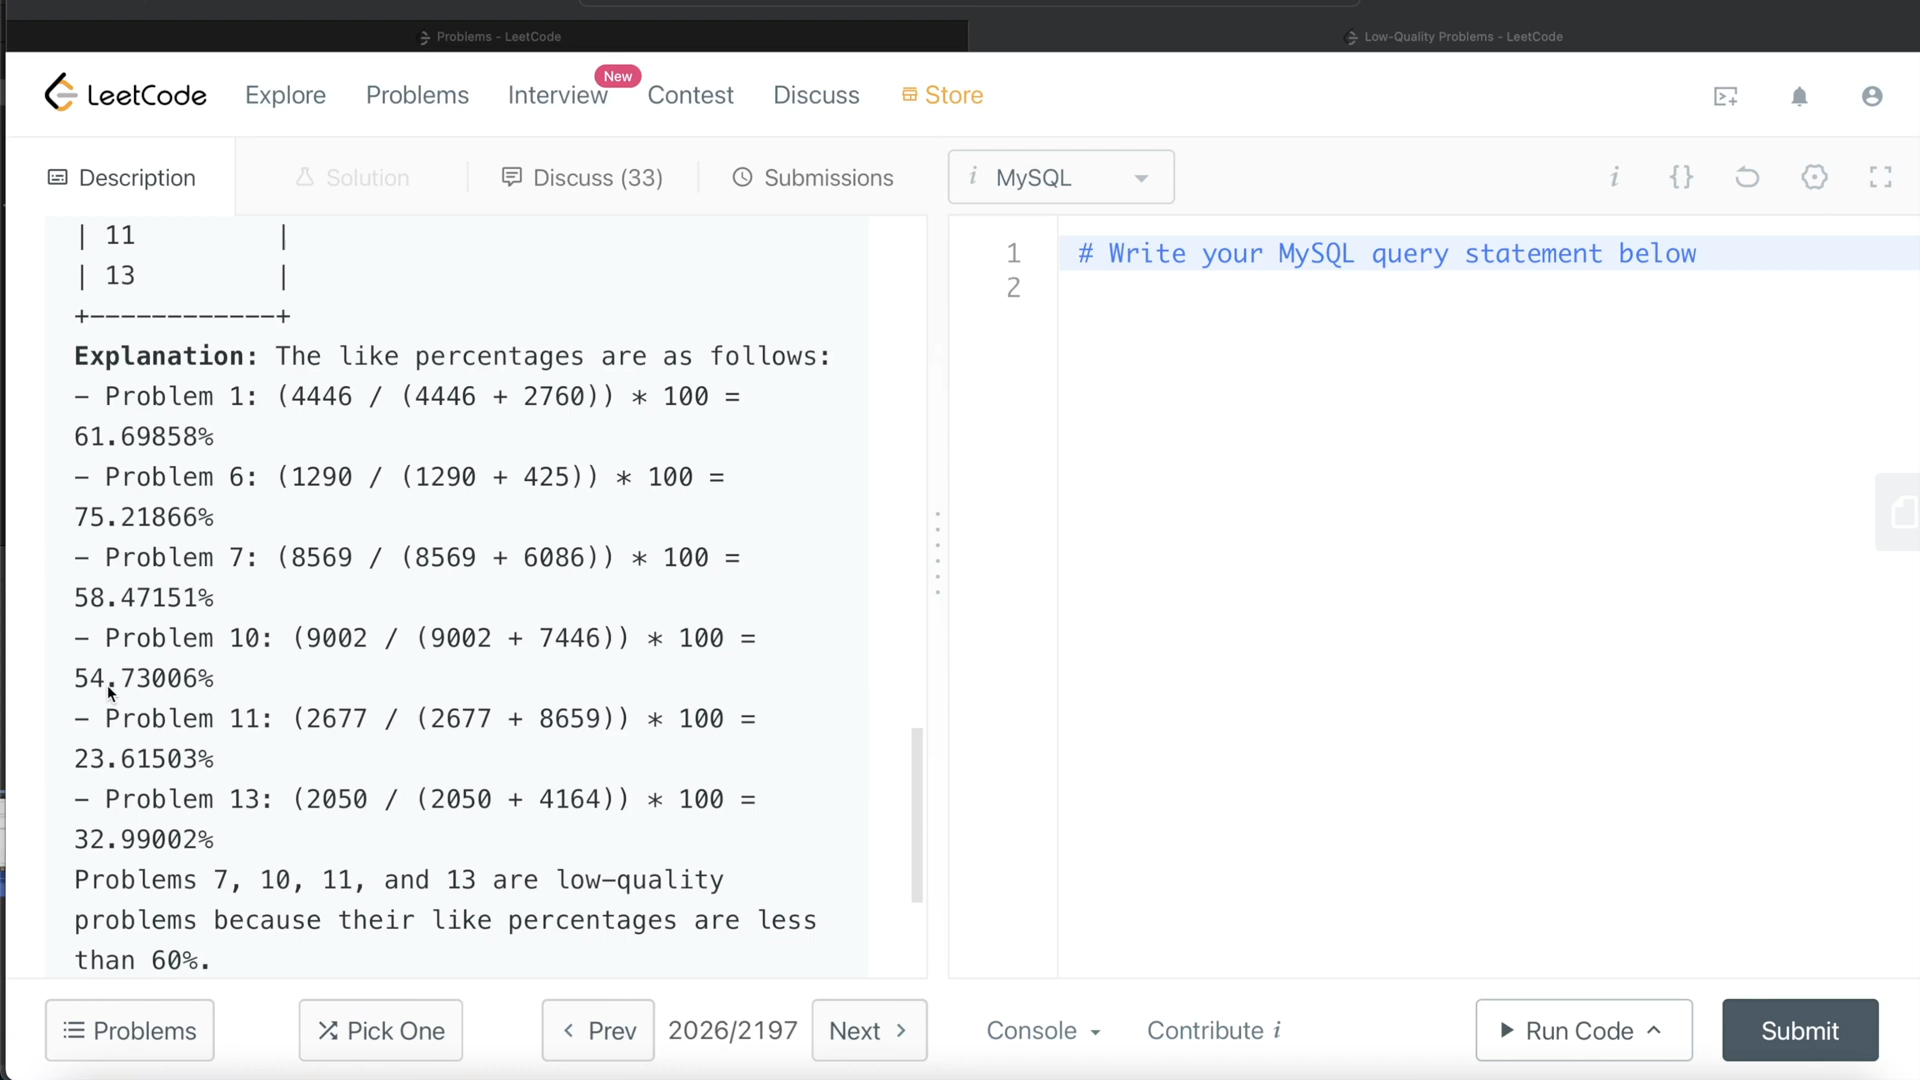 Problems - LeetCode
Low-Quality Problems - LeetCode
LeetCode
Explore
Problems
Interview
New
Contest
Discuss
Store
Description
Solution
Discuss (33)
Submissions
i MySQL
i
{}
| 11 |
| 13 |
+------------+
Explanation: The like percentages are as follows:
- Problem 1: (4446 / (4446 + 2760)) * 100 =
61.69858%
- Problem 6: (1290 / (1290 + 425)) * 100 =
75.21866%
- Problem 7: (8569 / (8569 + 6086)) * 100 =
58.47151%
- Problem 10: (9002 / (9002 + 7446)) * 100 =
54.73006%
- Problem 11: (2677 / (2677 + 8659)) * 100 =
23.61503%
- Problem 13: (2050 / (2050 + 4164)) * 100 =
32.99002%
Problems 7, 10, 11, and 13 are low-quality
problems because their like percentages are less
than 60%.
1 # Write your MySQL query statement below
2
Problems
Pick One
Prev
2026/2197
Next
Console
Contribute i
Run Code
Submit